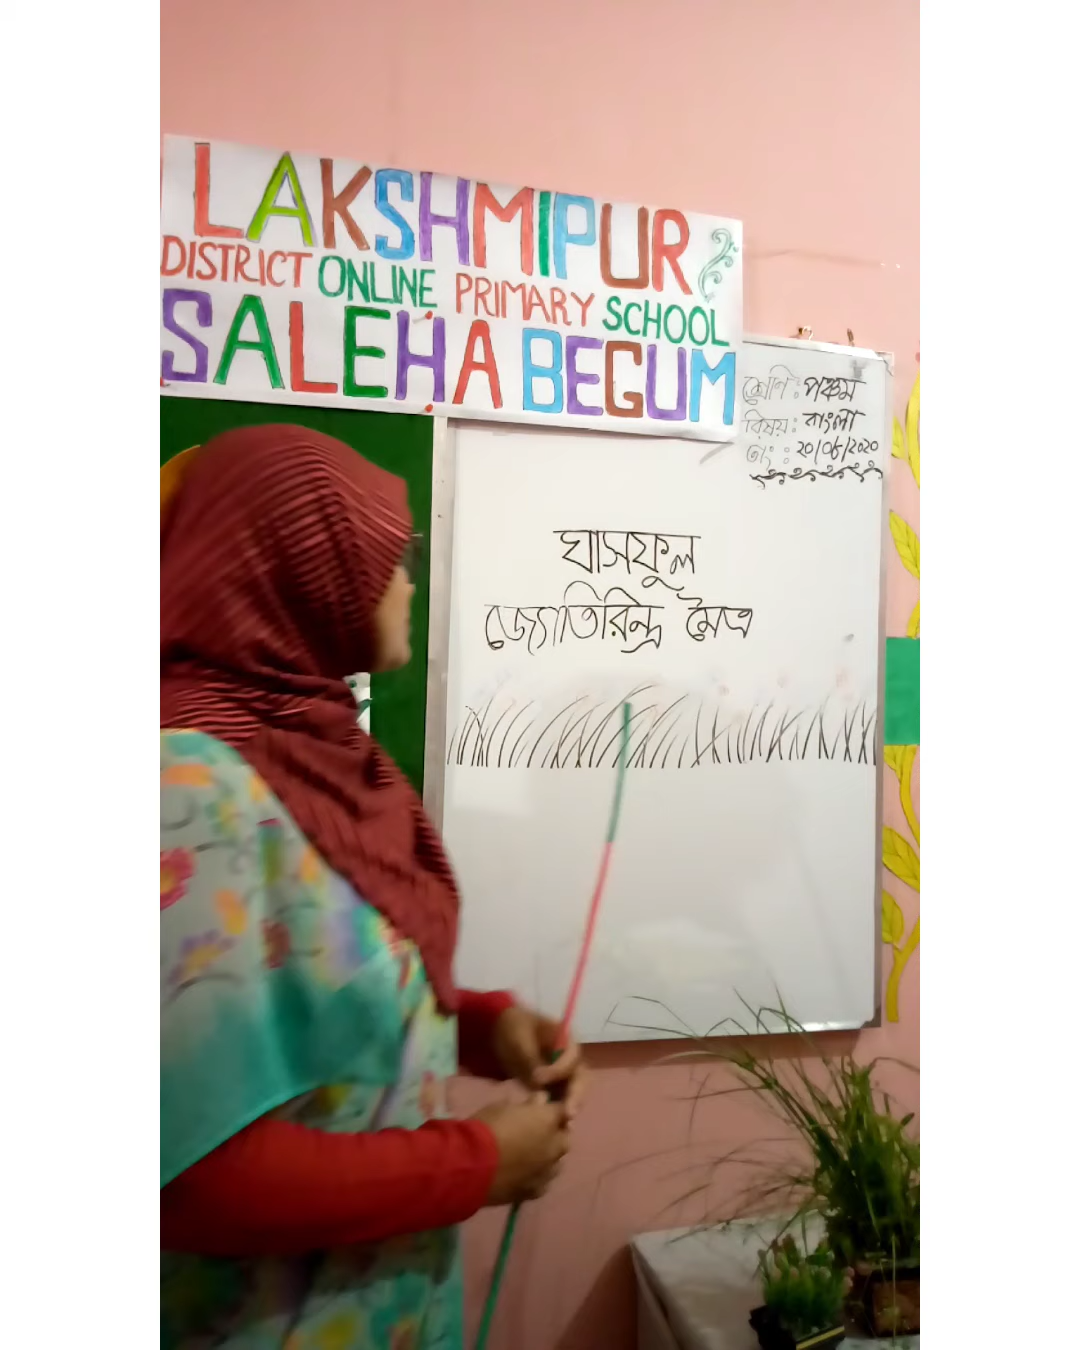 LAKSHMIPUR
DISTRICT ONLINE PRIMARY SCHOOL
SALEHA BEGUM
শ্রেণি : পঞ্চম
বিষয় : বাংলা
তাং : ২০/০৮/২০২০
ঘাসফুল
জ্যোতিরিন্দ্র মৈত্র